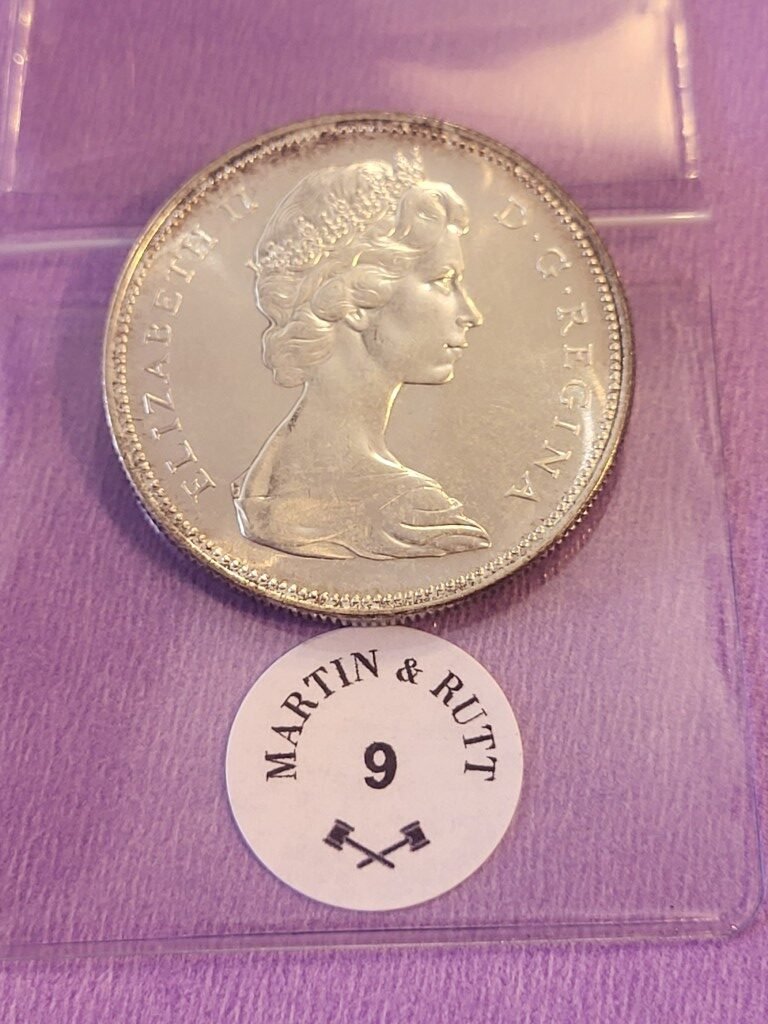 ELIZABETH II
D·G·REGINA
MARTIN & RUTT
9